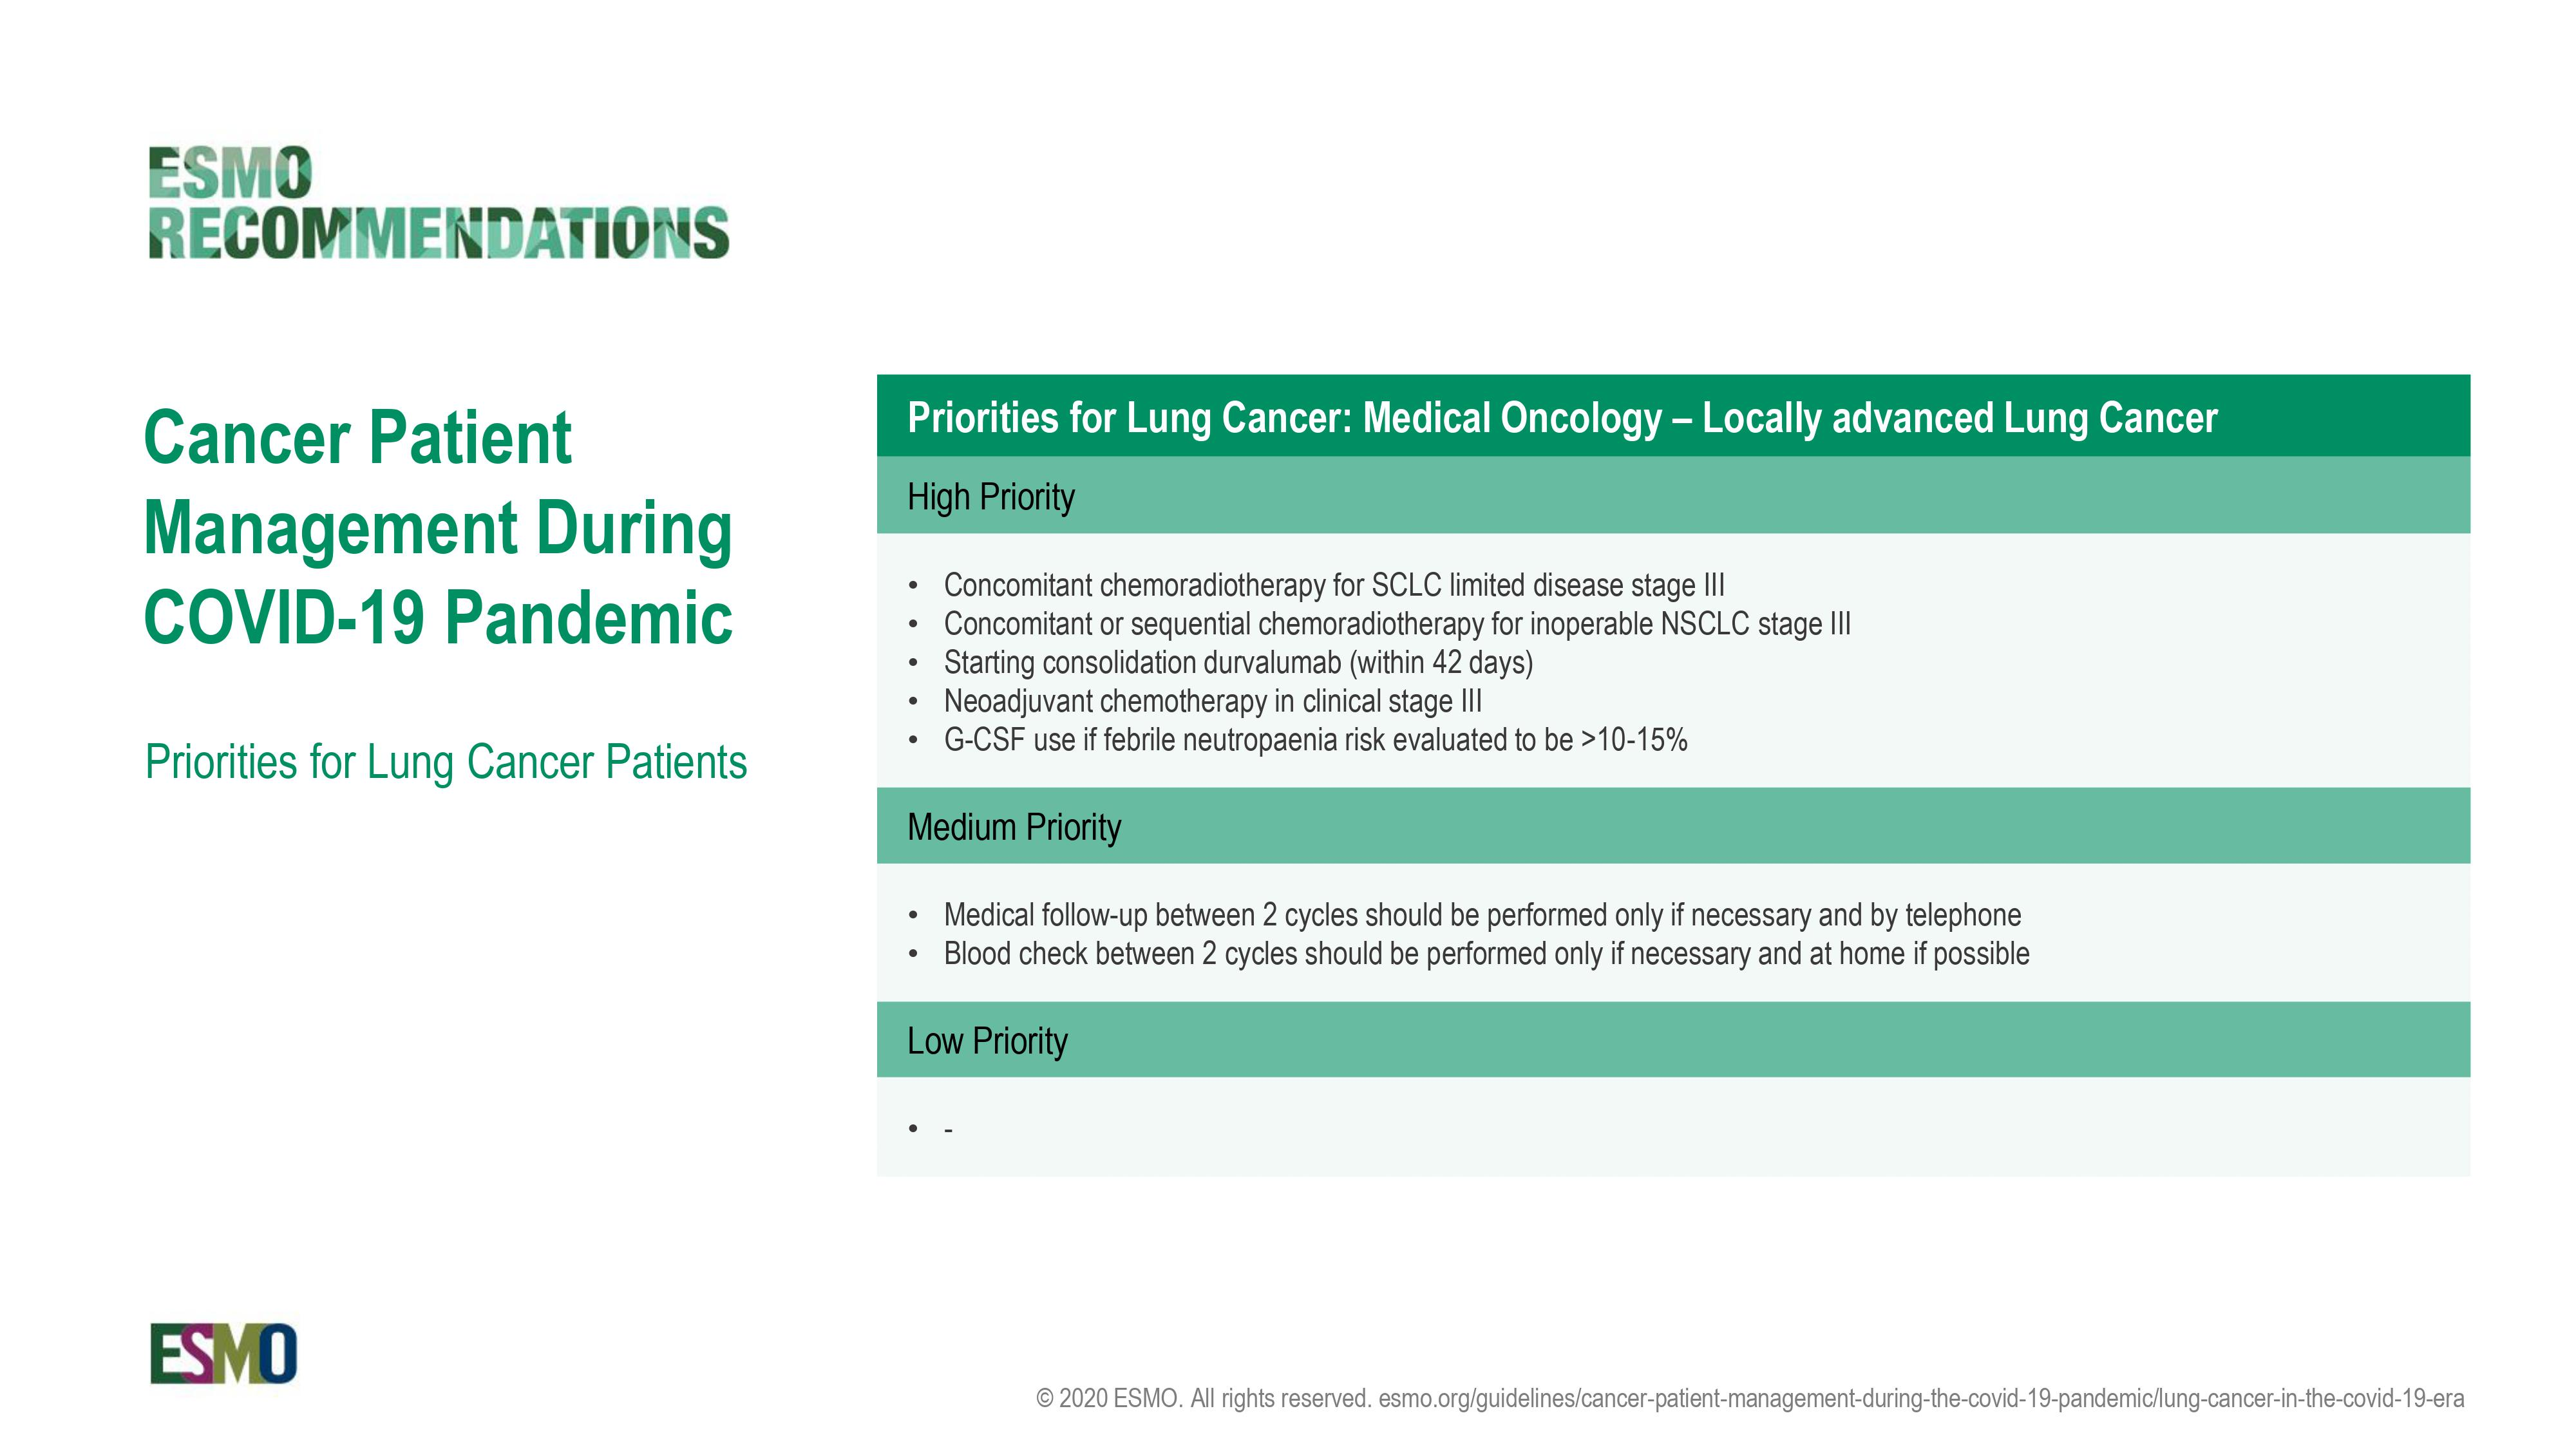 ESMO
RECOMMENDATIONS
Cancer Patient
Management During
COVID-19 Pandemic
Priorities for Lung Cancer Patients
Priorities for Lung Cancer: Medical Oncology – Locally advanced Lung Cancer
High Priority
• Concomitant chemoradiotherapy for SCLC limited disease stage III
• Concomitant or sequential chemoradiotherapy for inoperable NSCLC stage III
• Starting consolidation durvalumab (within 42 days)
• Neoadjuvant chemotherapy in clinical stage III
• G-CSF use if febrile neutropaenia risk evaluated to be >10-15%
Medium Priority
• Medical follow-up between 2 cycles should be performed only if necessary and by telephone
• Blood check between 2 cycles should be performed only if necessary and at home if possible
Low Priority
• -
ESMO
© 2020 ESMO. All rights reserved. esmo.org/guidelines/cancer-patient-management-during-the-covid-19-pandemic/lung-cancer-in-the-covid-19-era